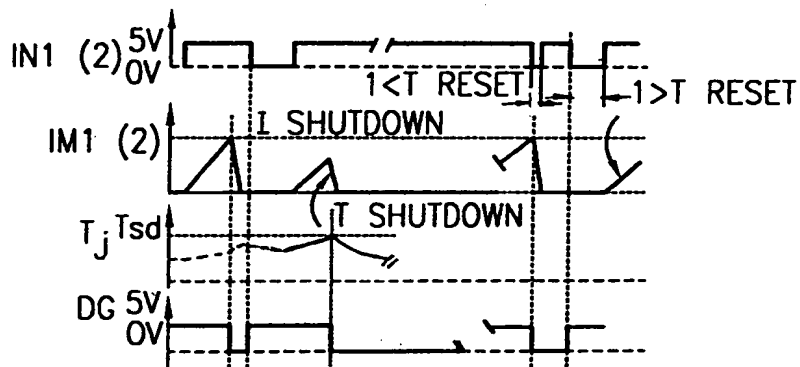 IN1 (2) 5V
0V
1<T RESET
1>T RESET
IM1 (2)
I SHUTDOWN
T SHUTDOWN
Tj Tsd
DG 5V
0V